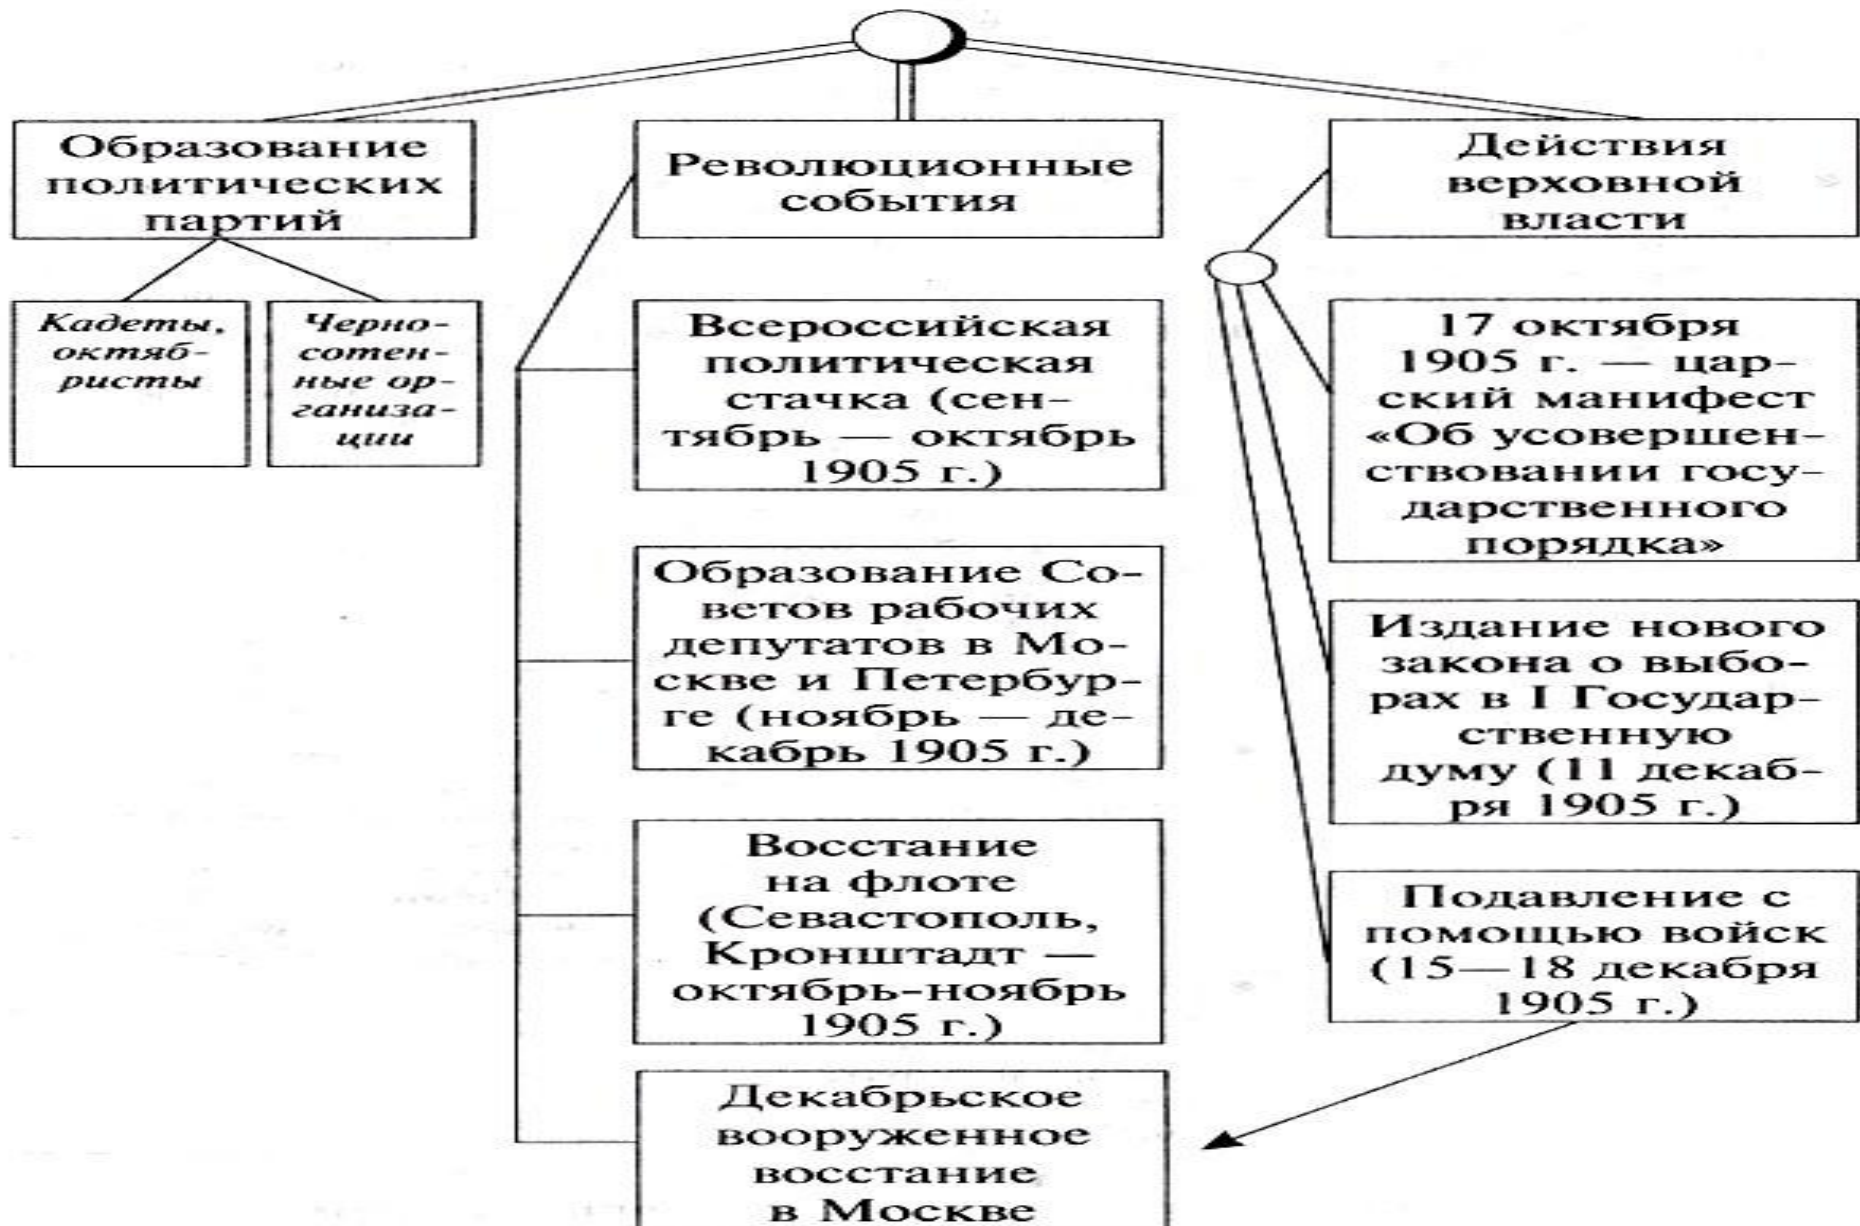 Образование
политических
партий
Кадеты,
октяб-
ристы
Черно-
сотен-
ные ор-
ганиза-
ции
Революционные
события
Всероссийская
политическая
стачка (сен-
тябрь — октябрь
1905 г.)
Образование Со-
ветов рабочих
депутатов в Мо-
скве и Петербур-
ге (ноябрь — де-
кабрь 1905 г.)
Восстание
на флоте
(Севастополь,
Кронштадт —
октябрь-ноябрь
1905 г.)
Декабрьское
вооруженное
восстание
в Москве
Действия
верховной
власти
17 октября
1905 г. — цар-
ский манифест
«Об усовершен-
ствовании госу-
дарственного
порядка»
Издание нового
закона о выбо-
рах в I Государ-
ственную
думу (11 декаб-
ря 1905 г.)
Подавление с
помощью войск
(15—18 декабря
1905 г.)